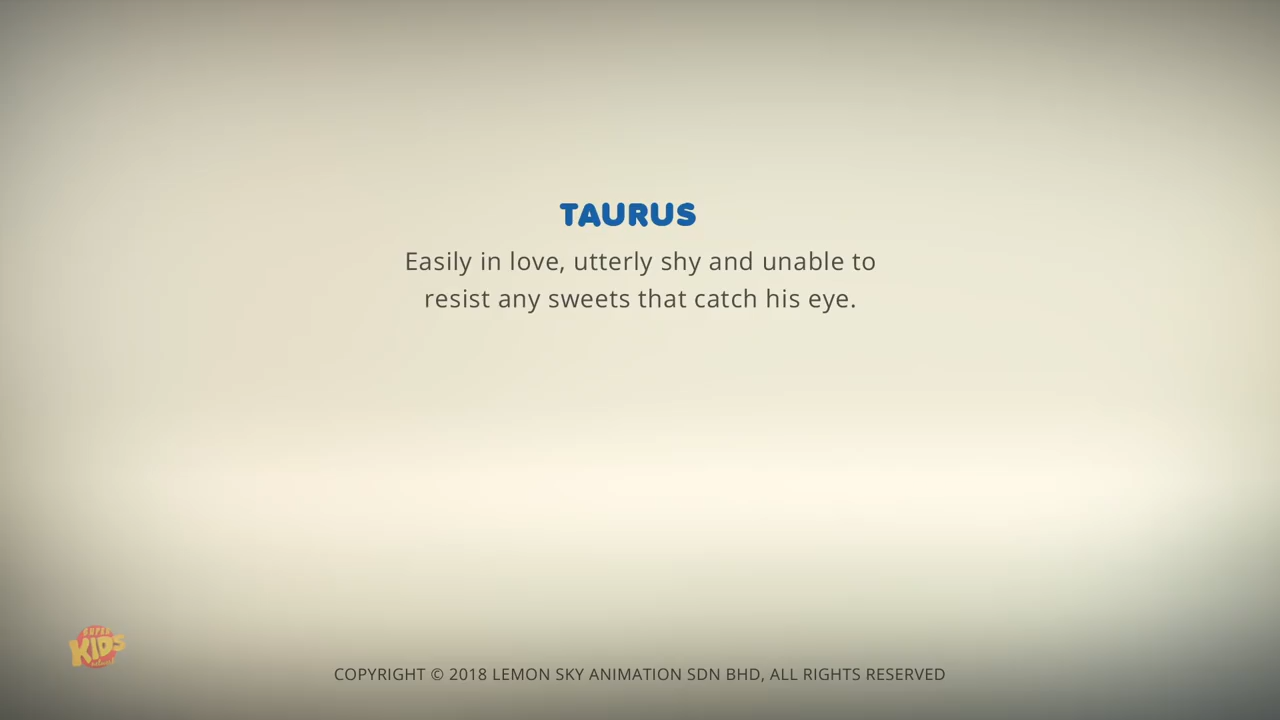 TAURUS
Easily in love, utterly shy and unable to
resist any sweets that catch his eye.
SUPER
KIDS
COPYRIGHT © 2018 LEMON SKY ANIMATION SDN BHD, ALL RIGHTS RESERVED